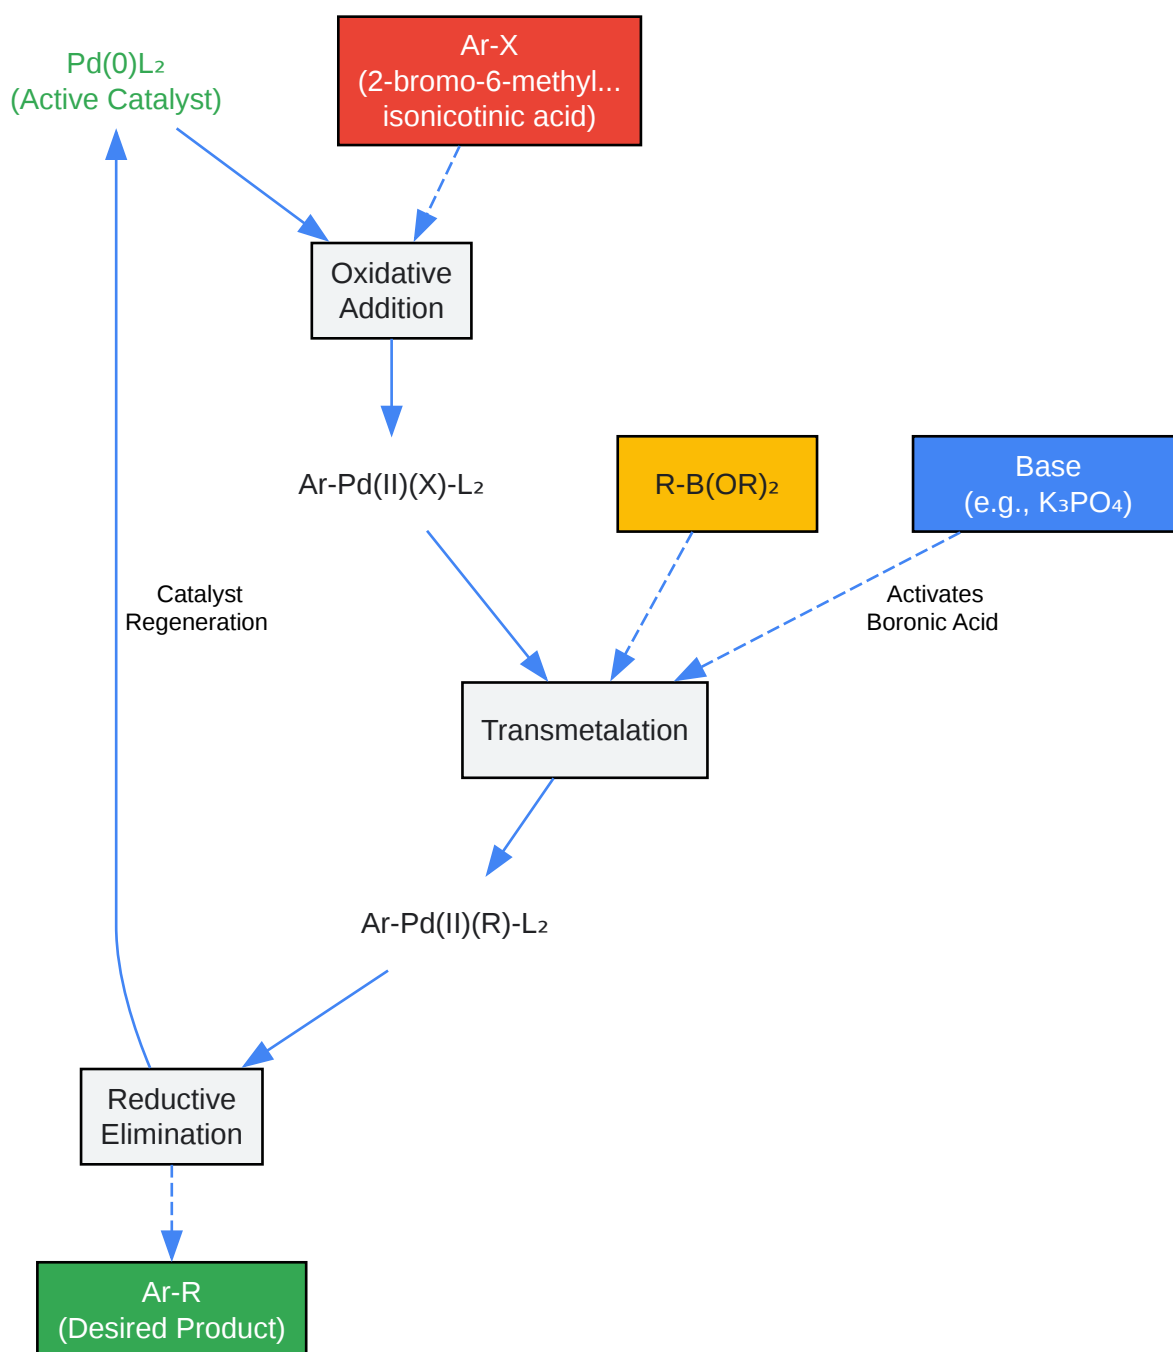 Pd(0)L₂
(Active Catalyst)
Ar-X
(2-bromo-6-methyl...
isonicotinic acid)
Oxidative
Addition
Ar-Pd(II)(X)-L₂
R-B(OR)₂
Base
(e.g., K₃PO₄)
Catalyst
Regeneration
Activates
Boronic Acid
Transmetalation
Ar-Pd(II)(R)-L₂
Reductive
Elimination
Ar-R
(Desired Product)